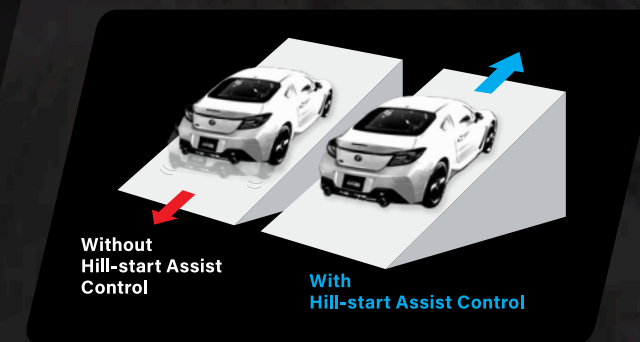 Without
Hill-start Assist
Control
With
Hill-start Assist Control